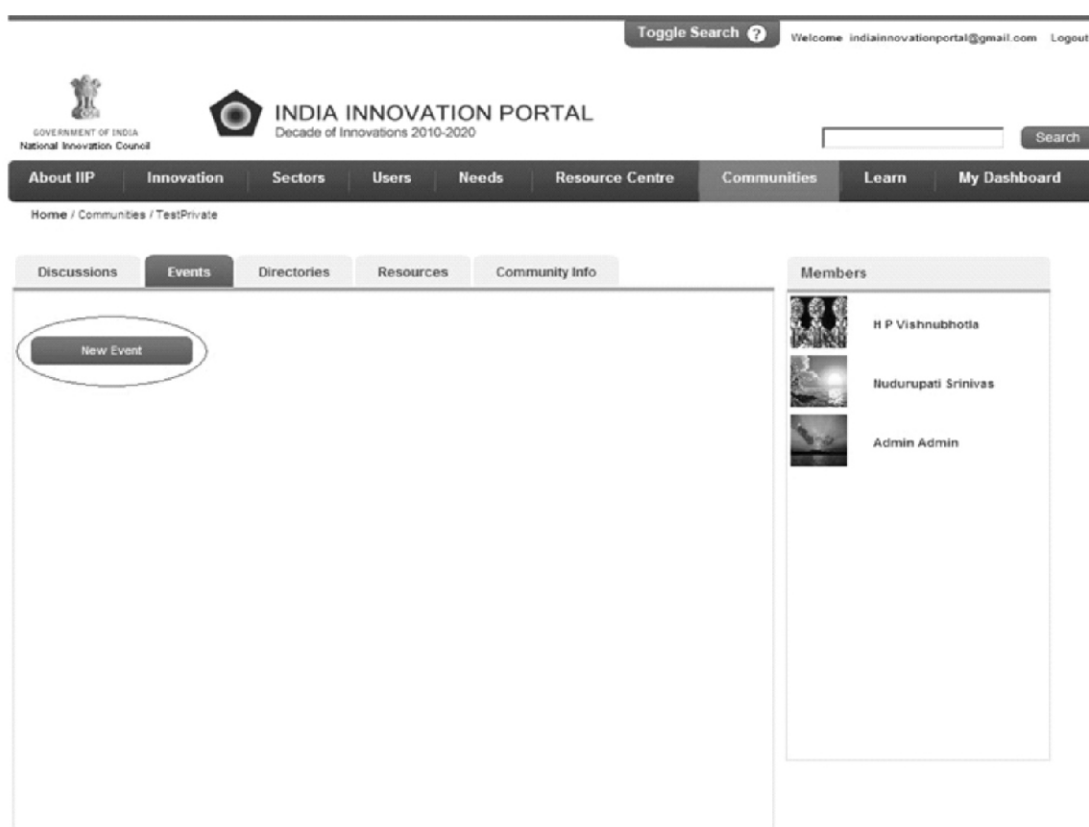 Toggle Search ?
Welcome indiainnovationportal@gmail.com Logout
GOVERNMENT OF INDIA
National Innovation Council
INDIA INNOVATION PORTAL
Decade of Innovations 2010-2020
Search
About IIP Innovation Sectors Users Needs Resource Centre Communities Learn My Dashboard
Home / Communities / TestPrivate
Discussions Events Directories Resources Community Info
Members
New Event
H P Vishnubhotla
Nudurupati Srinivas
Admin Admin